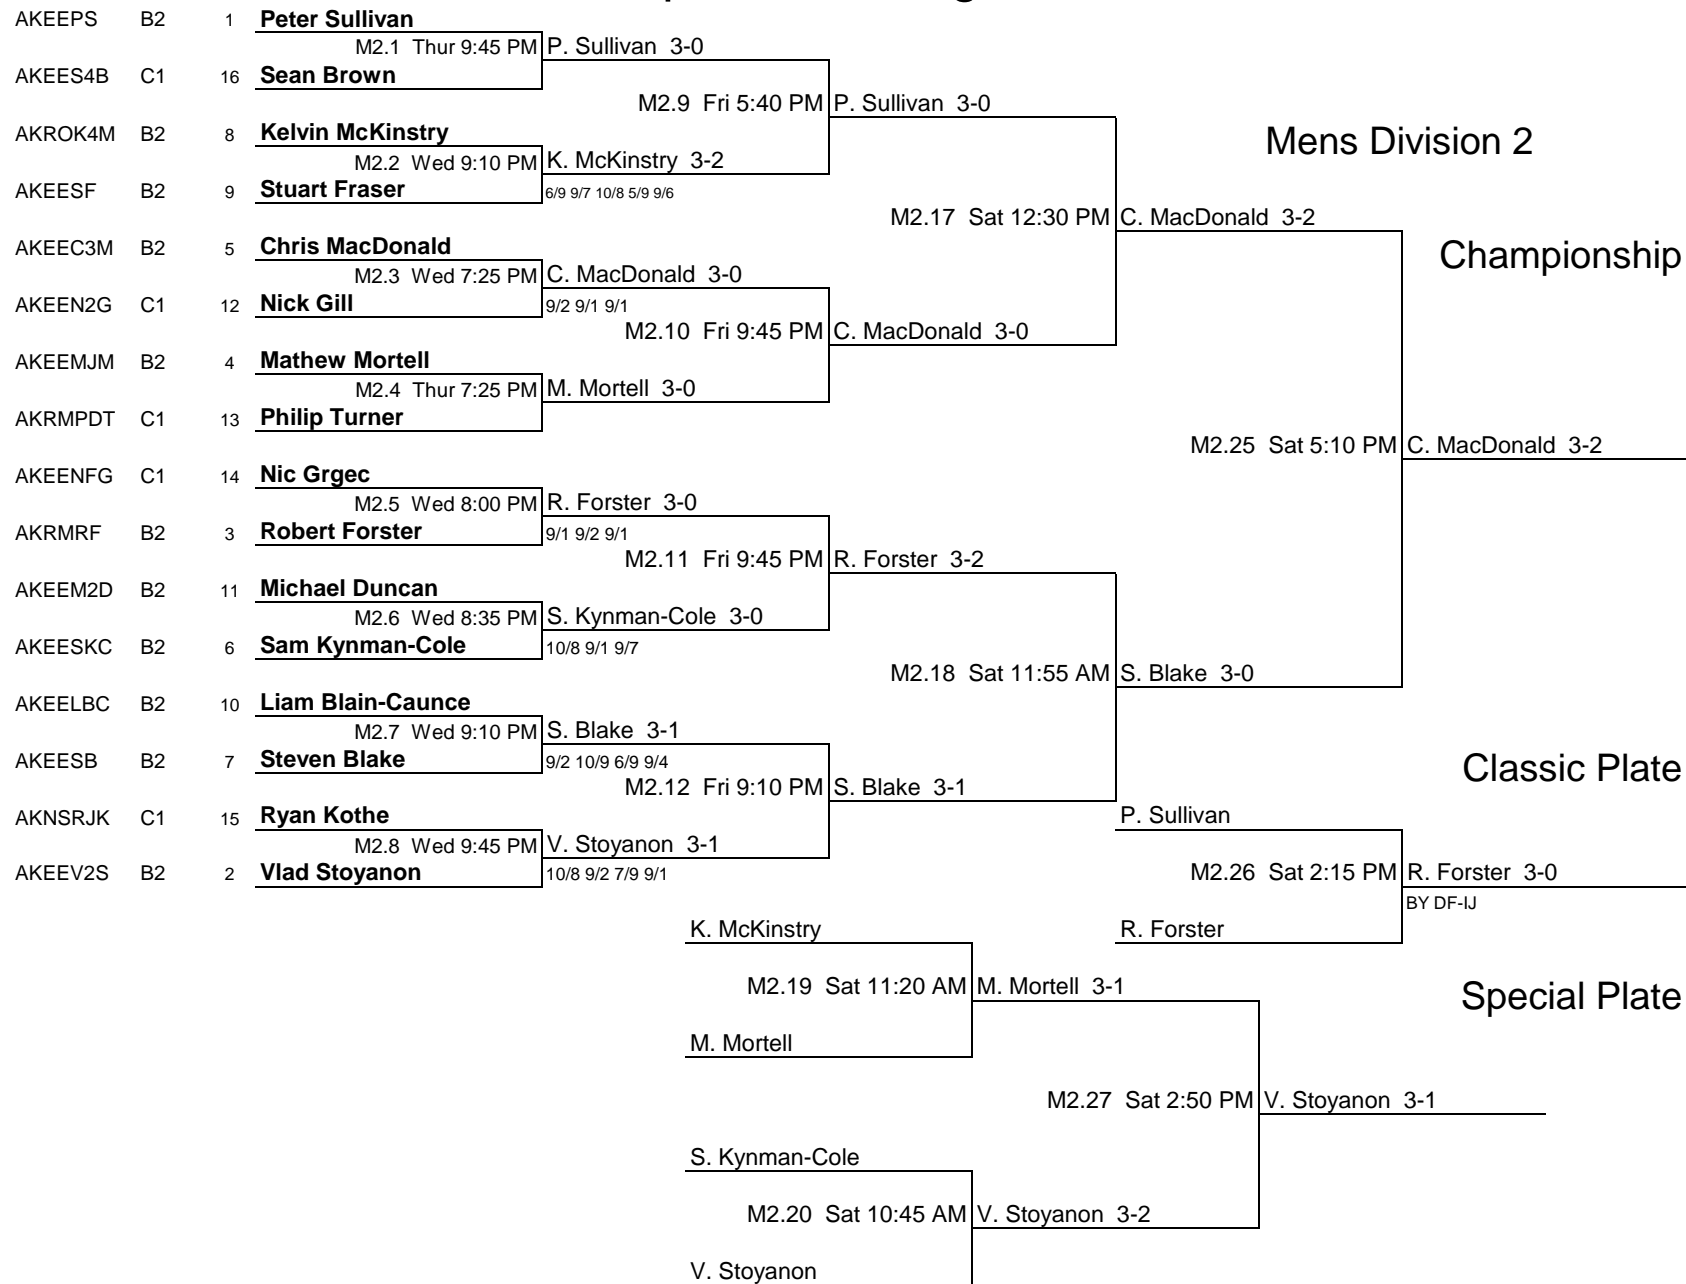 AKEEPS B2 1 Peter Sullivan
M2.1 Thur 9:45 PM P. Sullivan 3-0
AKEES4B C1 16 Sean Brown
M2.9 Fri 5:40 PM P. Sullivan 3-0
AKROK4M B2 8 Kelvin McKinstry
Mens Division 2
M2.2 Wed 9:10 PM K. McKinstry 3-2
AKEESF B2 9 Stuart Fraser 6/9 9/7 10/8 5/9 9/6
M2.17 Sat 12:30 PM C. MacDonald 3-2
AKEEC3M B2 5 Chris MacDonald
Championship
M2.3 Wed 7:25 PM C. MacDonald 3-0
AKEEN2G C1 12 Nick Gill 9/2 9/1 9/1
M2.10 Fri 9:45 PM C. MacDonald 3-0
AKEEMJM B2 4 Mathew Mortell
M2.4 Thur 7:25 PM M. Mortell 3-0
AKRMPDT C1 13 Philip Turner
M2.25 Sat 5:10 PM C. MacDonald 3-2
AKEENFG C1 14 Nic Grgec
M2.5 Wed 8:00 PM R. Forster 3-0
AKRMRF B2 3 Robert Forster 9/1 9/2 9/1
M2.11 Fri 9:45 PM R. Forster 3-2
AKEEM2D B2 11 Michael Duncan
M2.6 Wed 8:35 PM S. Kynman-Cole 3-0
AKEESKC B2 6 Sam Kynman-Cole 10/8 9/1 9/7
M2.18 Sat 11:55 AM S. Blake 3-0
AKEELBC B2 10 Liam Blain-Caunce
M2.7 Wed 9:10 PM S. Blake 3-1
AKEESB B2 7 Steven Blake 9/2 10/9 6/9 9/4
Classic Plate
M2.12 Fri 9:10 PM S. Blake 3-1
AKNSRJK C1 15 Ryan Kothe P. Sullivan
M2.8 Wed 9:45 PM V. Stoyanon 3-1
AKEEV2S B2 2 Vlad Stoyanon 10/8 9/2 7/9 9/1 M2.26 Sat 2:15 PM R. Forster 3-0
BY DF-IJ
K. McKinstry R. Forster
M2.19 Sat 11:20 AM M. Mortell 3-1
Special Plate
M. Mortell
M2.27 Sat 2:50 PM V. Stoyanon 3-1
S. Kynman-Cole
M2.20 Sat 10:45 AM V. Stoyanon 3-2
V. Stoyanon